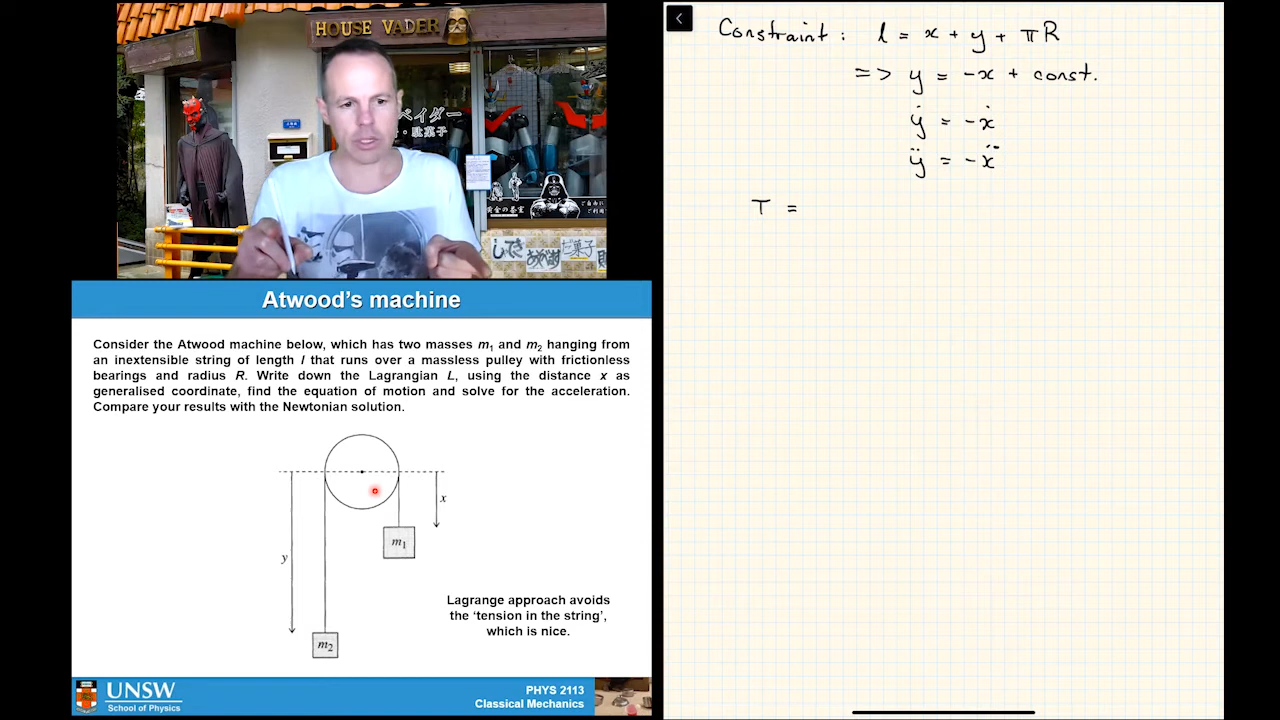 HOUSE VADER
ベイダー
Atwood's machine
Consider the Atwood machine below, which has two masses m₁ and m₂ hanging from
an inextensible string of length l that runs over a massless pulley with frictionless
bearings and radius R. Write down the Lagrangian L, using the distance x as
generalised coordinate, find the equation of motion and solve for the acceleration.
Compare your results with the Newtonian solution.
x
m₁
y
m₂
Lagrange approach avoids
the 'tension in the string',
which is nice.
UNSW
School of Physics
PHYS 2113
Classical Mechanics
Constraint : l = x + y + πR
=> y = -x + const.
ẏ = -ẋ
ÿ = -ẍ
T =